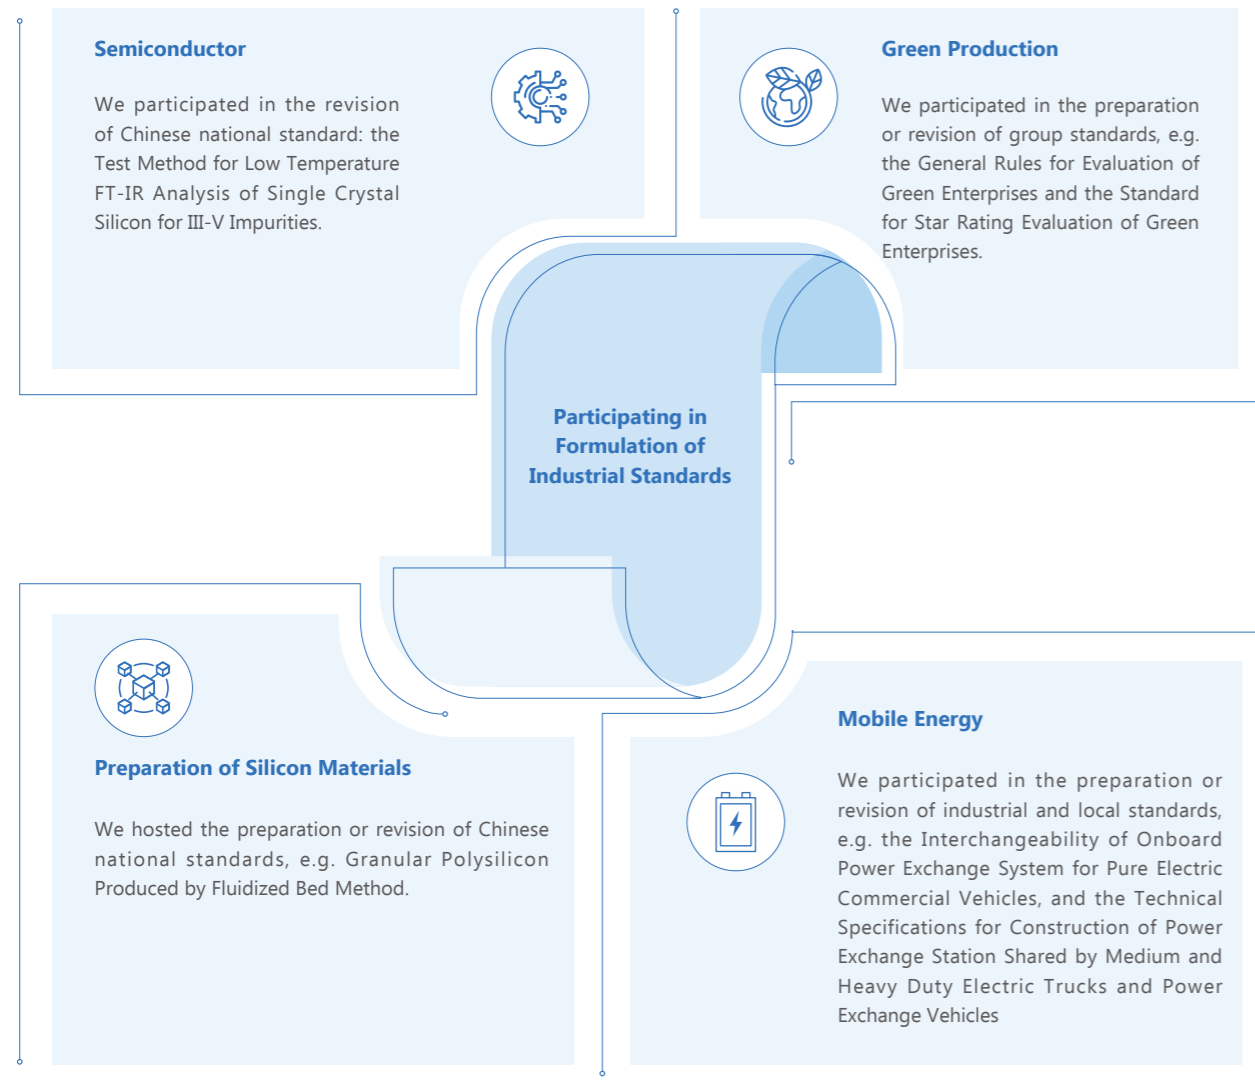 Semiconductor
We participated in the revision
of Chinese national standard: the
Test Method for Low Temperature
FT-IR Analysis of Single Crystal
Silicon for III-V Impurities.
Green Production
We participated in the preparation
or revision of group standards, e.g.
the General Rules for Evaluation of
Green Enterprises and the Standard
for Star Rating Evaluation of Green
Enterprises.
Participating in
Formulation of
Industrial Standards
Preparation of Silicon Materials
We hosted the preparation or revision of Chinese
national standards, e.g. Granular Polysilicon
Produced by Fluidized Bed Method.
Mobile Energy
We participated in the preparation or
revision of industrial and local standards,
e.g. the Interchangeability of Onboard
Power Exchange System for Pure Electric
Commercial Vehicles, and the Technical
Specifications for Construction of Power
Exchange Station Shared by Medium and
Heavy Duty Electric Trucks and Power
Exchange Vehicles